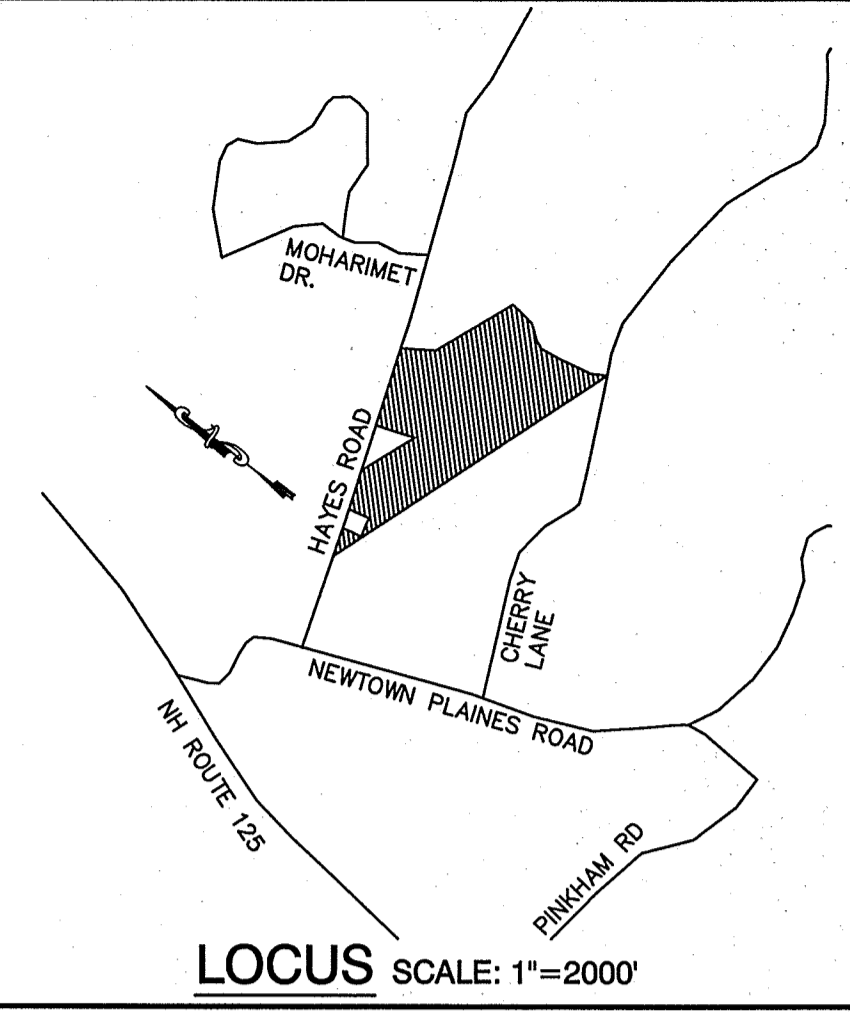 MOHARIMET
DR.
HAYES ROAD
CHERRY
LANE
NEWTOWN PLAINES ROAD
NH ROUTE 125
PINKHAM RD
LOCUS SCALE: 1"=2000'